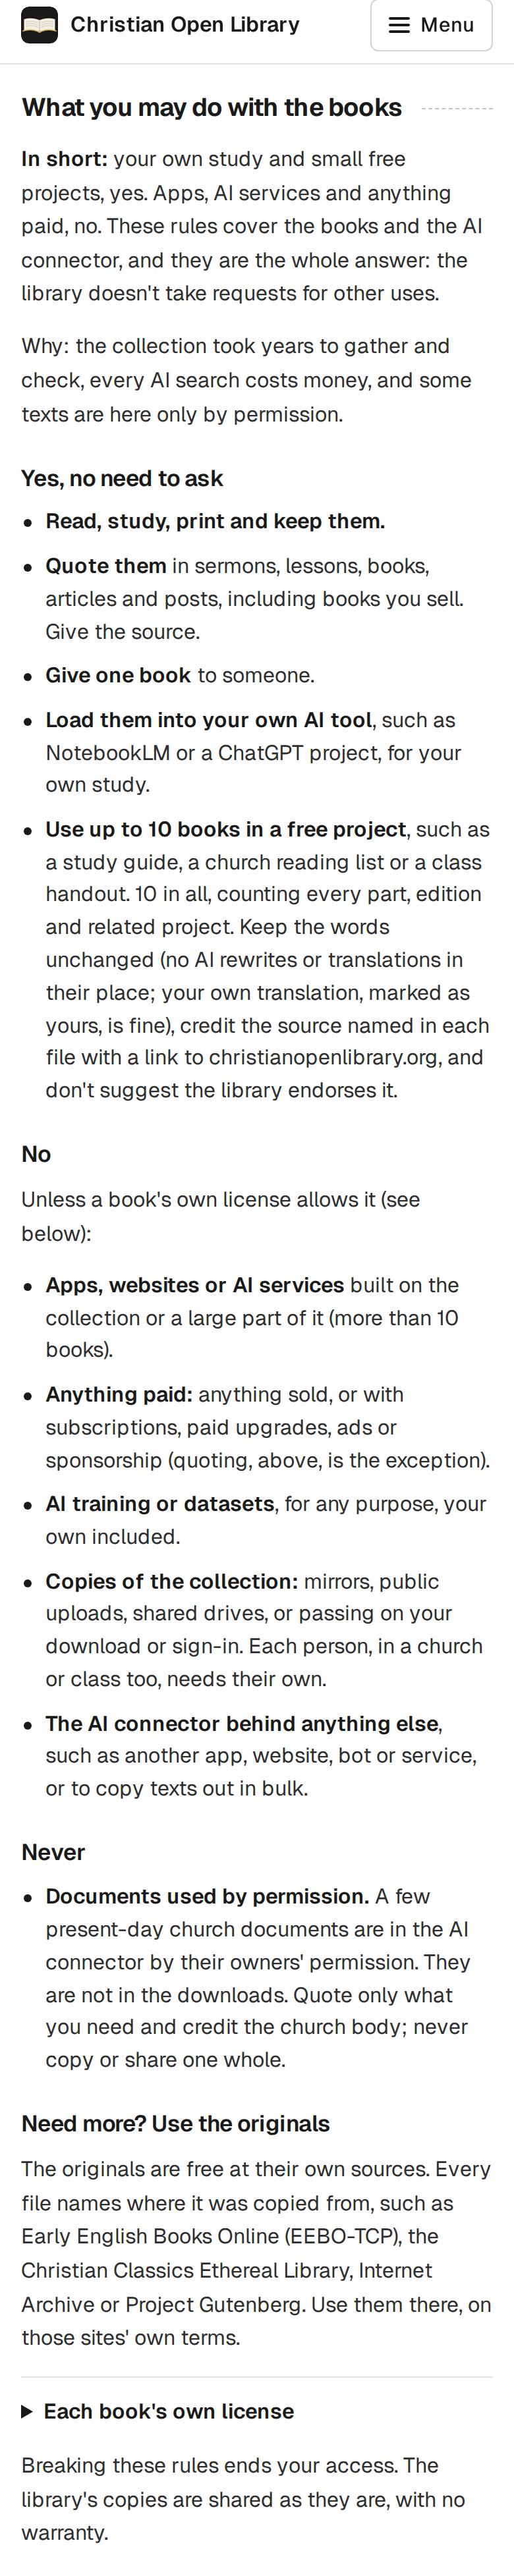 Christian Open Library
Menu
What you may do with the books
In short: your own study and small free
projects, yes. Apps, AI services and anything
paid, no. These rules cover the books and the AI
connector, and they are the whole answer: the
library doesn't take requests for other uses.
Why: the collection took years to gather and
check, every AI search costs money, and some
texts are here only by permission.
Yes, no need to ask
• Read, study, print and keep them.
• Quote them in sermons, lessons, books,
articles and posts, including books you sell.
Give the source.
• Give one book to someone.
• Load them into your own AI tool, such as
NotebookLM or a ChatGPT project, for your
own study.
• Use up to 10 books in a free project, such as
a study guide, a church reading list or a class
handout. 10 in all, counting every part, edition
and related project. Keep the words
unchanged (no AI rewrites or translations in
their place; your own translation, marked as
yours, is fine), credit the source named in each
file with a link to christianopenlibrary.org, and
don't suggest the library endorses it.
No
Unless a book's own license allows it (see
below):
• Apps, websites or AI services built on the
collection or a large part of it (more than 10
books).
• Anything paid: anything sold, or with
subscriptions, paid upgrades, ads or
sponsorship (quoting, above, is the exception).
• AI training or datasets, for any purpose, your
own included.
• Copies of the collection: mirrors, public
uploads, shared drives, or passing on your
download or sign-in. Each person, in a church
or class too, needs their own.
• The AI connector behind anything else,
such as another app, website, bot or service,
or to copy texts out in bulk.
Never
• Documents used by permission. A few
present-day church documents are in the AI
connector by their owners' permission. They
are not in the downloads. Quote only what
you need and credit the church body; never
copy or share one whole.
Need more? Use the originals
The originals are free at their own sources. Every
file names where it was copied from, such as
Early English Books Online (EEBO-TCP), the
Christian Classics Ethereal Library, Internet
Archive or Project Gutenberg. Use them there, on
those sites' own terms.
Each book's own license
Breaking these rules ends your access. The
library's copies are shared as they are, with no
warranty.